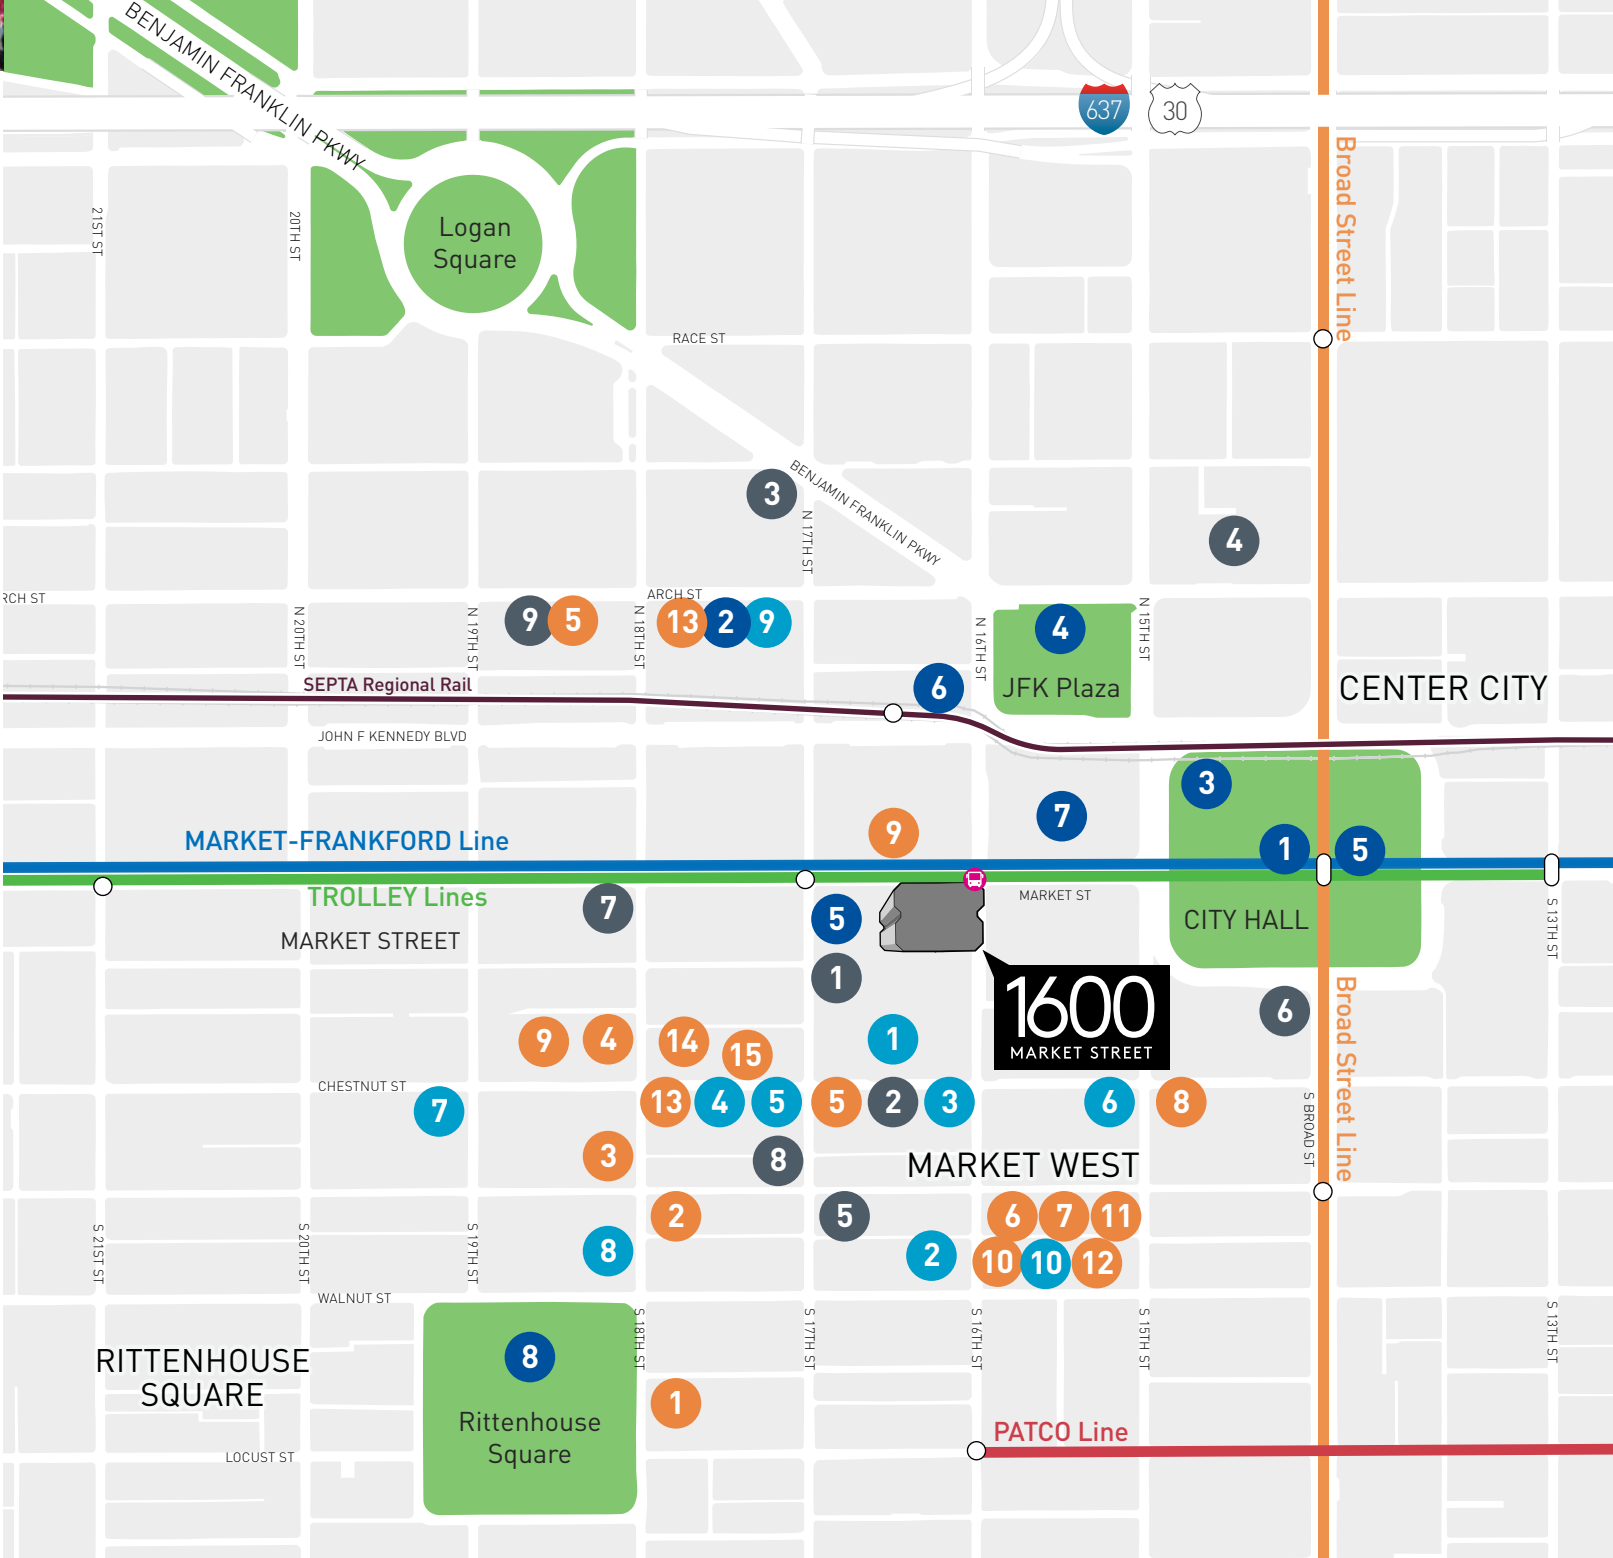 BENJAMIN FRANKLIN PKWY
637
30
Broad Street Line
21ST ST
20TH ST
Logan
Square
RACE ST
BENJAMIN FRANKLIN PKWY
3
N 17TH ST
4
RCH ST
ARCH ST
9
5
13
2
9
4
N 20TH ST
N 19TH ST
N 18TH ST
N 16TH ST
N 15TH ST
SEPTA Regional Rail
6
JFK Plaza
CENTER CITY
JOHN F KENNEDY BLVD
3
7
9
MARKET-FRANKFORD Line
1
5
TROLLEY Lines
MARKET ST
7
5
CITY HALL
S 13TH ST
MARKET STREET
1
1600
MARKET STREET
6
Broad Street Line
9
4
14
15
1
CHESTNUT ST
7
13
4
5
5
2
3
6
8
S BROAD ST
3
8
MARKET WEST
2
5
6
7
11
8
2
10
10
12
S 21ST ST
S 20TH ST
S 19TH ST
WALNUT ST
S 18TH ST
S 17TH ST
S 16TH ST
S 15TH ST
S 13TH ST
RITTENHOUSE
SQUARE
8
1
Rittenhouse
Square
PATCO Line
LOCUST ST